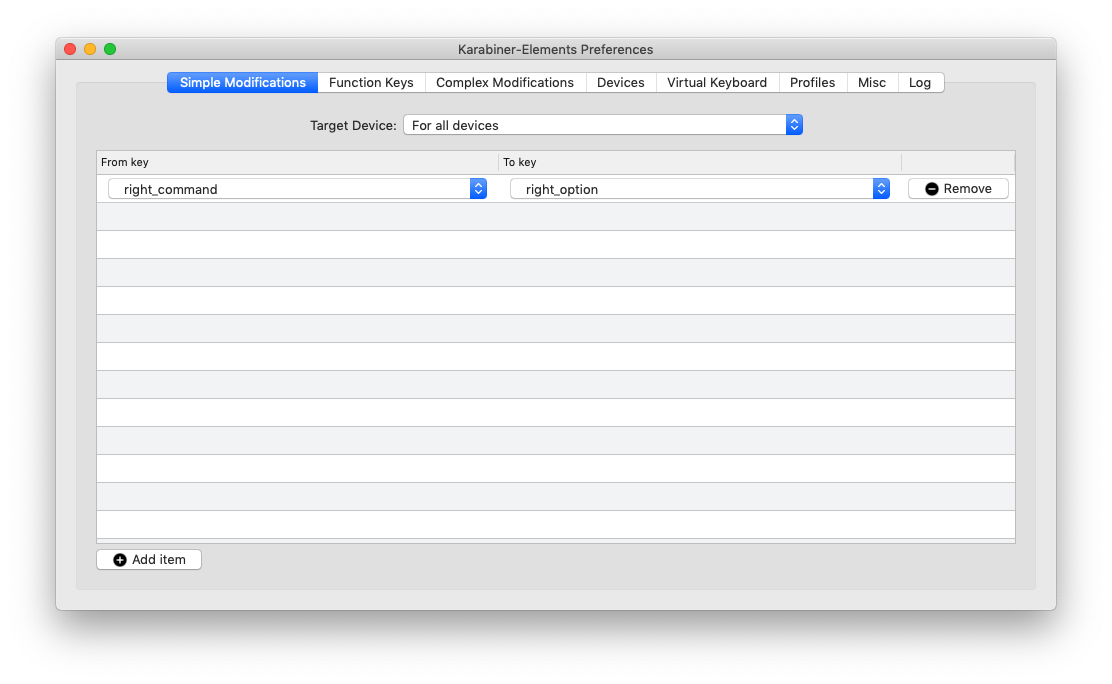 Karabiner-Elements Preferences
Simple Modifications Function Keys Complex Modifications Devices Virtual Keyboard Profiles Misc Log
Target Device: For all devices
From key To key
right_command right_option Remove
Add item